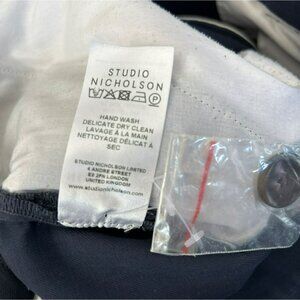 STUDIO
NICHOLSON
P
HAND WASH
DELICATE DRY CLEAN
LAVAGE À LA MAIN
NETTOYAGE DÉLICAT À
SEC
STUDIO NICHOLSON LIMITED
4 ANDRE STREET
E8 2FN LONDON
UNITED KINGDOM
www.studionicholson.com